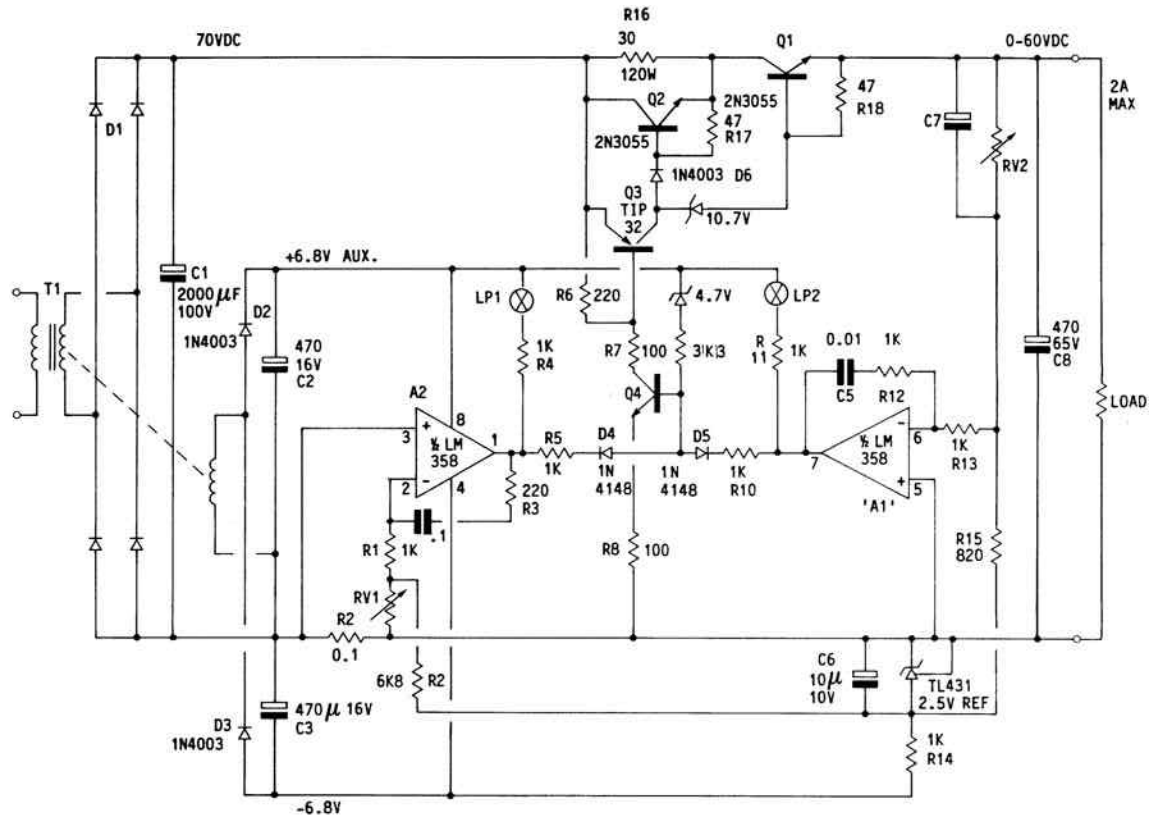 R16
70VDC
30
Q1
0-60VDC
120W
Q2
2N3055
47
R18
2A
MAX
D1
47
R17
C7
2N3055
RV2
1N4003 D6
Q3
TIP
32
10.7V
+6.8V AUX.
T1
C1
2000µF
100V
D2
1N4003
LP1
R6
220
4.7V
LP2
470
16V
C2
1K
R4
R7
100
3K3
R
11
1K
0.01
1K
470
65V
C8
A2
Q4
C5
R12
LOAD
8
+
3
½ LM
358
1
R5
1K
D4
1N
4148
D5
1N
4148
1K
R10
7
½ LM
358
-
6
1K
R13
-
2
4
220
R3
+
5
'A1'
.1
R1
1K
R8
100
R15
820
RV1
R2
0.1
6K8
R2
C6
10µ
10V
TL431
2.5V REF
470µ 16V
C3
D3
1N4003
1K
R14
-6.8V